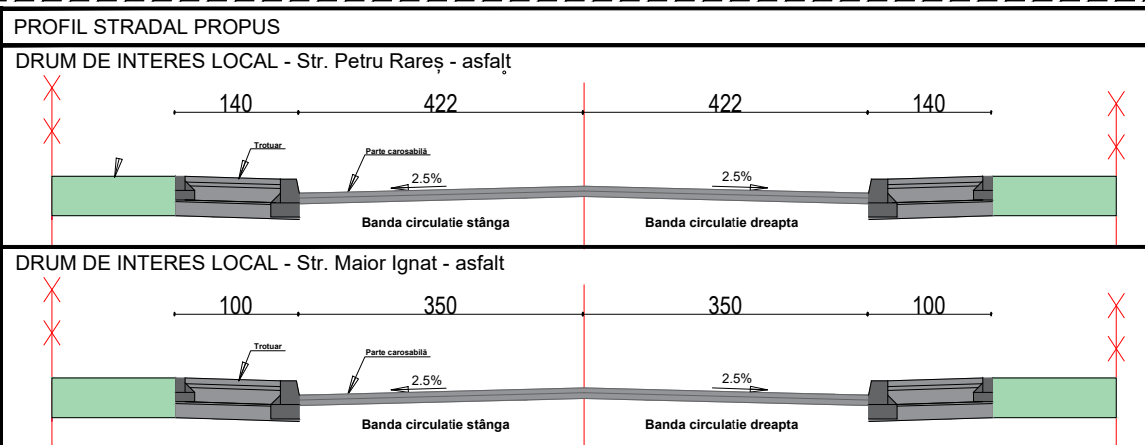 PROFIL STRADAL PROPUS
DRUM DE INTERES LOCAL - Str. Petru Rareș - asfalt
140 422 422 140
Trotuar
Parte carosabilă
2.5% 2.5%
Banda circulatie stânga Banda circulatie dreapta
DRUM DE INTERES LOCAL - Str. Maior Ignat - asfalt
100 350 350 100
Trotuar
Parte carosabilă
2.5% 2.5%
Banda circulatie stânga Banda circulatie dreapta